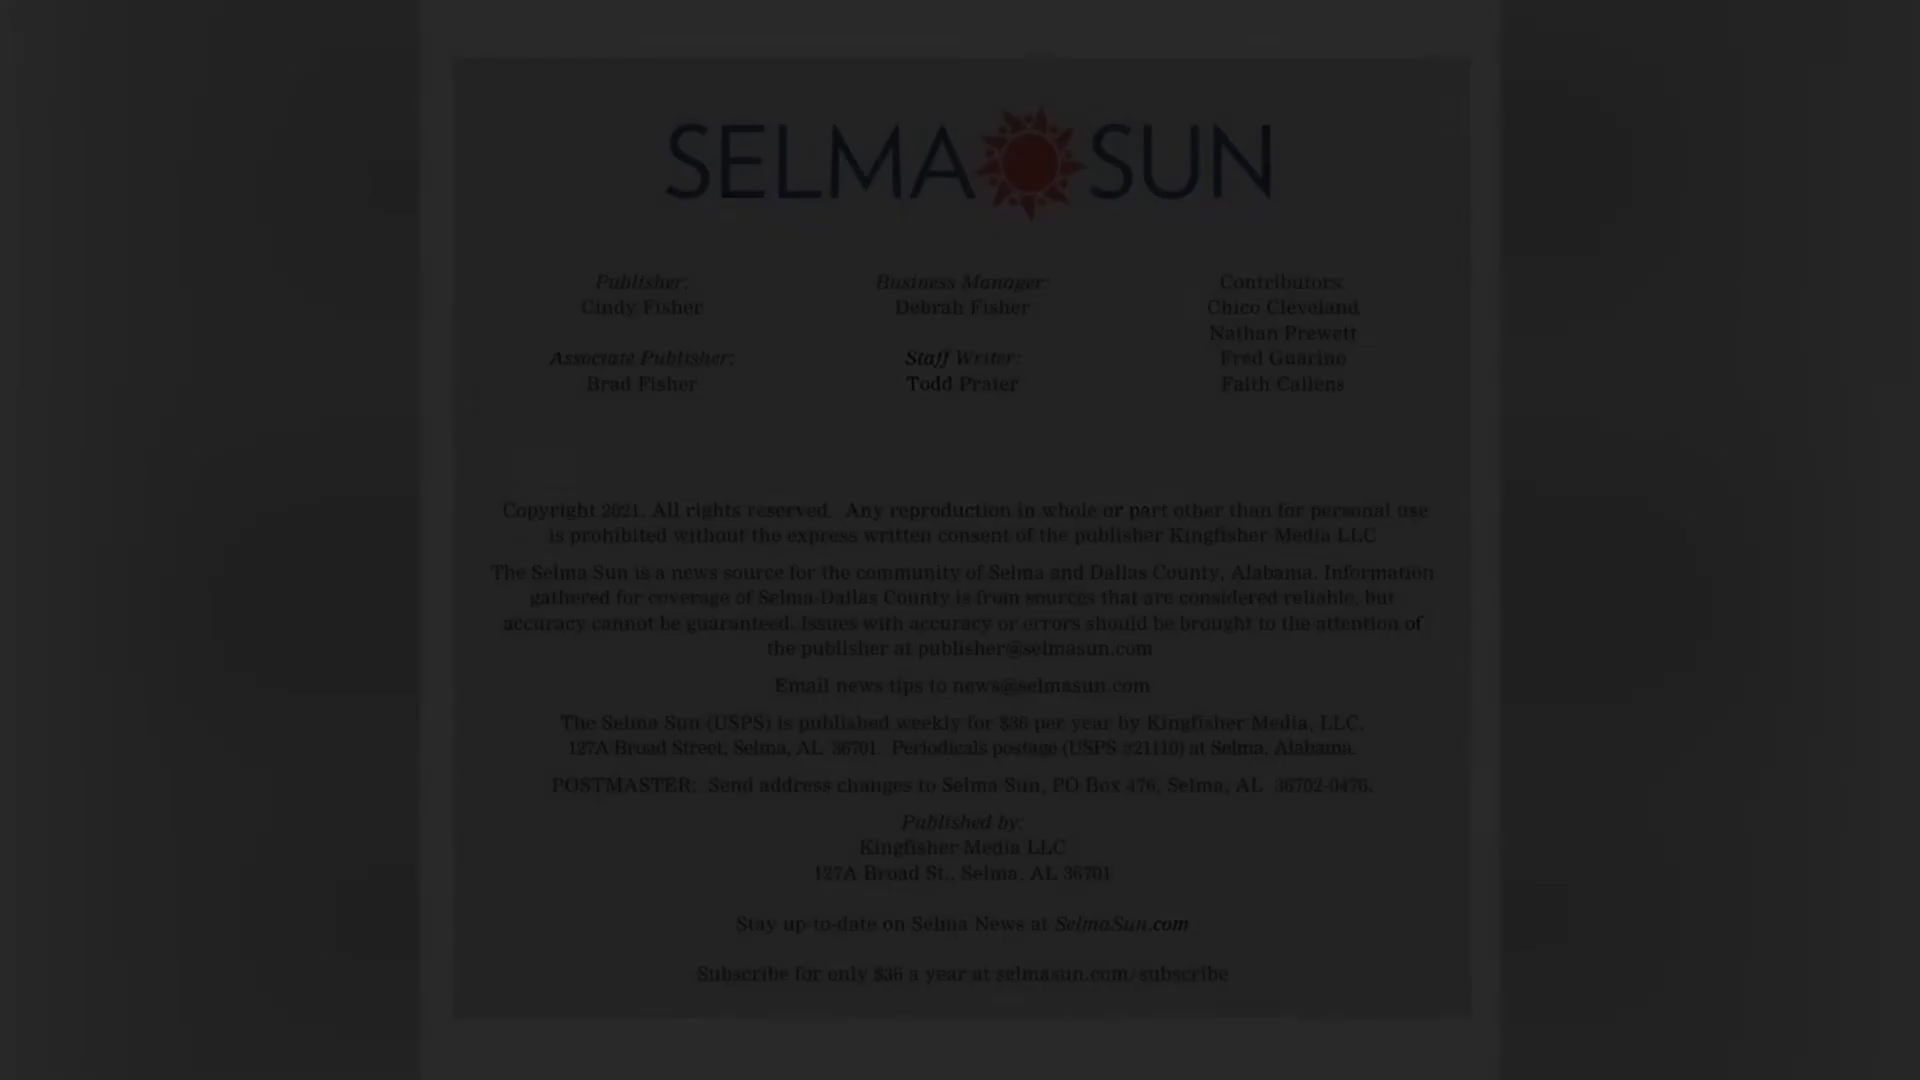 SELMA SUN
Publisher:
Cindy Fisher
Associate Publisher:
Brad Fisher
Business Manager:
Debrah Fisher
Staff Writer:
Todd Prater
Contributors:
Chico Cleveland
Nathan Prewett
Fred Guarino
Faith Callens
Copyright 2021. All rights reserved. Any reproduction in whole or part other than for personal use
is prohibited without the express written consent of the publisher Kingfisher Media LLC
The Selma Sun is a news source for the community of Selma and Dallas County, Alabama. Information
gathered for coverage of Selma-Dallas County is from sources that are considered reliable, but
accuracy cannot be guaranteed. Issues with accuracy or errors should be brought to the attention of
the publisher at publisher@selmasun.com
Email news tips to news@selmasun.com
The Selma Sun (USPS) is published weekly for $36 per year by Kingfisher Media, LLC,
127A Broad Street, Selma, AL 36701. Periodicals postage (USPS #21110) at Selma, Alabama.
POSTMASTER: Send address changes to Selma Sun, PO Box 476, Selma, AL 36702-0476.
Published by:
Kingfisher Media LLC
127A Broad St., Selma, AL 36701
Stay up-to-date on Selma News at SelmaSun.com
Subscribe for only $36 a year at selmasun.com/subscribe